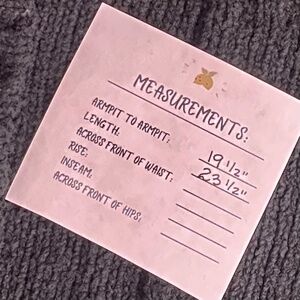 MEASUREMENTS:
ARMPIT TO ARMPIT: 19 1/2"
LENGTH: 23 1/2"
ACROSS FRONT OF WAIST:
RISE:
INSEAM:
ACROSS FRONT OF HIPS: